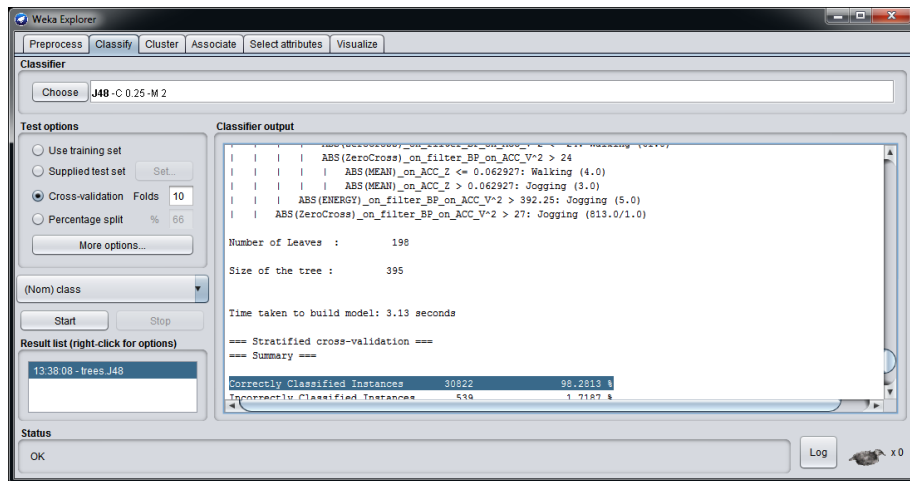 Weka Explorer
Preprocess Classify Cluster Associate Select attributes Visualize
Classifier
Choose J48 -C 0.25 -M 2
Test options
Use training set
Supplied test set Set...
Cross-validation Folds 10
Percentage split % 66
More options...
(Nom) class
Start Stop
Result list (right-click for options)
13:38:08 - trees.J48
Classifier output
| | | | ABS(ZeroCross)_on_filter_BP_on_ACC_V^2 > 24
| | | | | ABS(MEAN)_on_ACC_Z <= 0.062927: Walking (4.0)
| | | | | ABS(MEAN)_on_ACC_Z > 0.062927: Jogging (3.0)
| | | ABS(ENERGY)_on_filter_BP_on_ACC_V^2 > 392.25: Jogging (5.0)
| | ABS(ZeroCross)_on_filter_BP_on_ACC_V^2 > 27: Jogging (813.0/1.0)
Number of Leaves : 198
Size of the tree : 395
Time taken to build model: 3.13 seconds
=== Stratified cross-validation ===
=== Summary ===
Correctly Classified Instances 30822 98.2813 %
Incorrectly Classified Instances 539 1.7187 %
Status
OK
Log
x 0